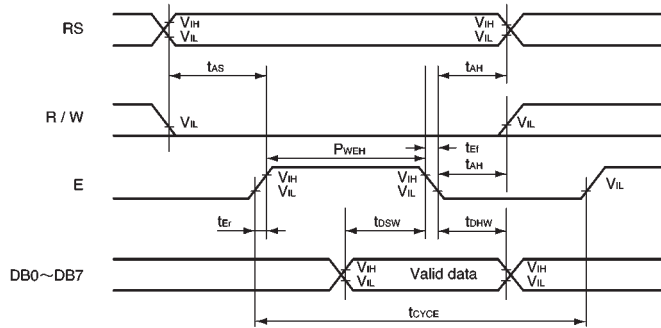 RS
VIH
VIL
VIH
VIL
tAS
tAH
R / W
VIL
VIL
PWEH
tEf
tAH
E
VIH
VIL
VIH
VIL
VIL
tEr
tDSW
tDHW
DB0~DB7
VIH
VIL
Valid data
VIH
VIL
tCYCE